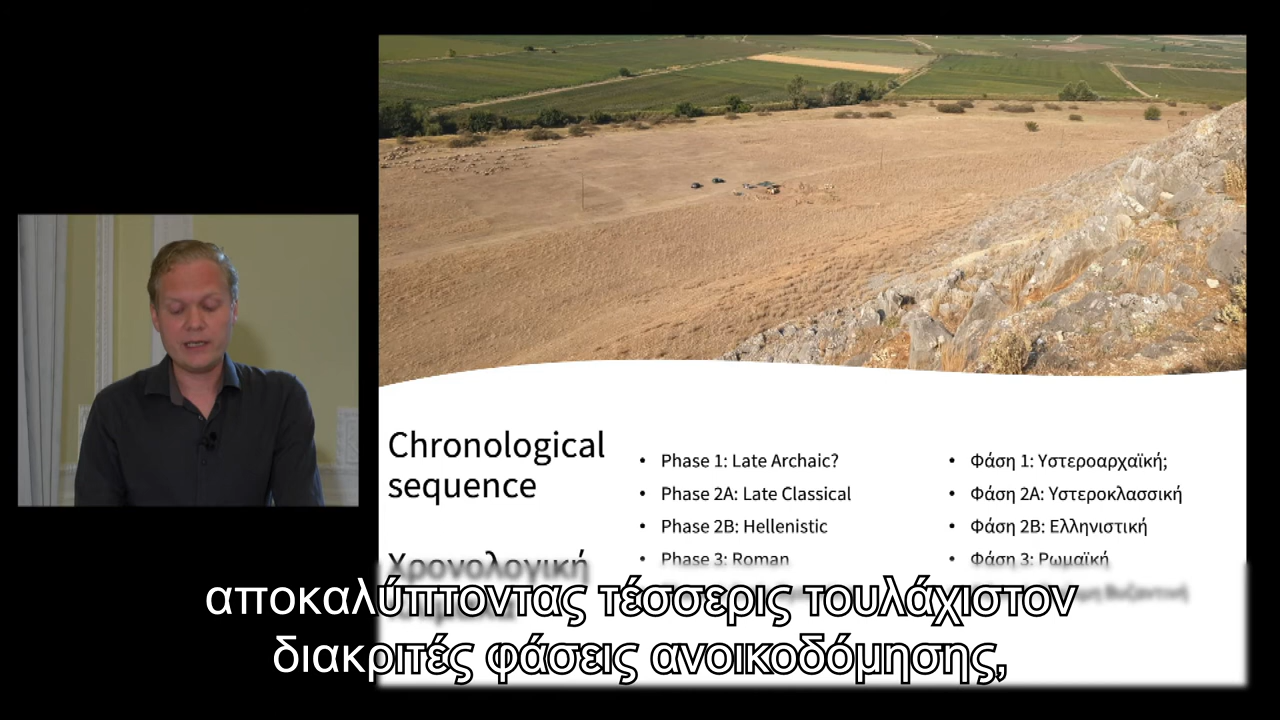 Chronological
sequence
Χρονολογική
• Phase 1: Late Archaic?
• Phase 2A: Late Classical
• Phase 2B: Hellenistic
• Phase 3: Roman
• Φάση 1: Υστεροαρχαϊκή;
• Φάση 2A: Υστεροκλασσική
• Φάση 2B: Ελληνιστική
• Φάση 3: Ρωμαϊκή
αποκαλύπτοντας τέσσερις τουλάχιστον
διακριτές φάσεις ανοικοδόμησης,